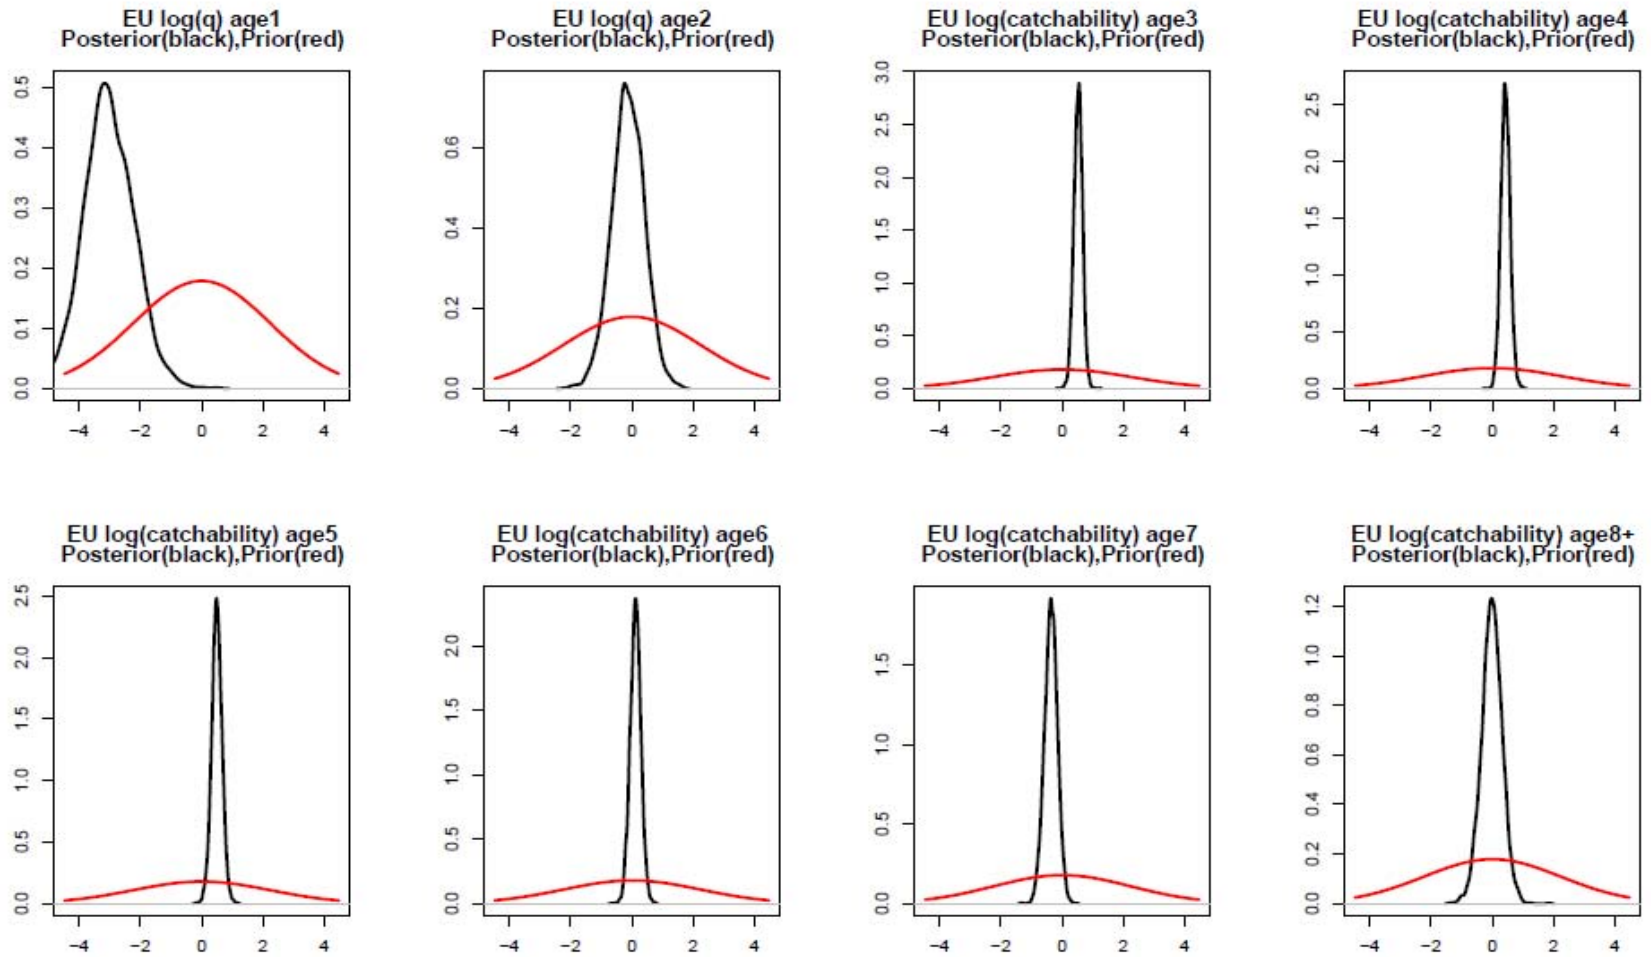 EU log(q) age1
Posterior(black),Prior(red)
EU log(q) age2
Posterior(black),Prior(red)
EU log(catchability) age3
Posterior(black),Prior(red)
EU log(catchability) age4
Posterior(black),Prior(red)
0.5
0.4
0.3
0.2
0.1
0.0
−4 −2 0 2 4
0.6
0.4
0.2
0.0
−4 −2 0 2 4
3.0
2.5
2.0
1.5
1.0
0.5
0.0
−4 −2 0 2 4
2.5
2.0
1.5
1.0
0.5
0.0
−4 −2 0 2 4
EU log(catchability) age5
Posterior(black),Prior(red)
EU log(catchability) age6
Posterior(black),Prior(red)
EU log(catchability) age7
Posterior(black),Prior(red)
EU log(catchability) age8+
Posterior(black),Prior(red)
2.5
2.0
1.5
1.0
0.5
0.0
−4 −2 0 2 4
2.0
1.5
1.0
0.5
0.0
−4 −2 0 2 4
1.5
1.0
0.5
0.0
−4 −2 0 2 4
1.2
1.0
0.8
0.6
0.4
0.2
0.0
−4 −2 0 2 4